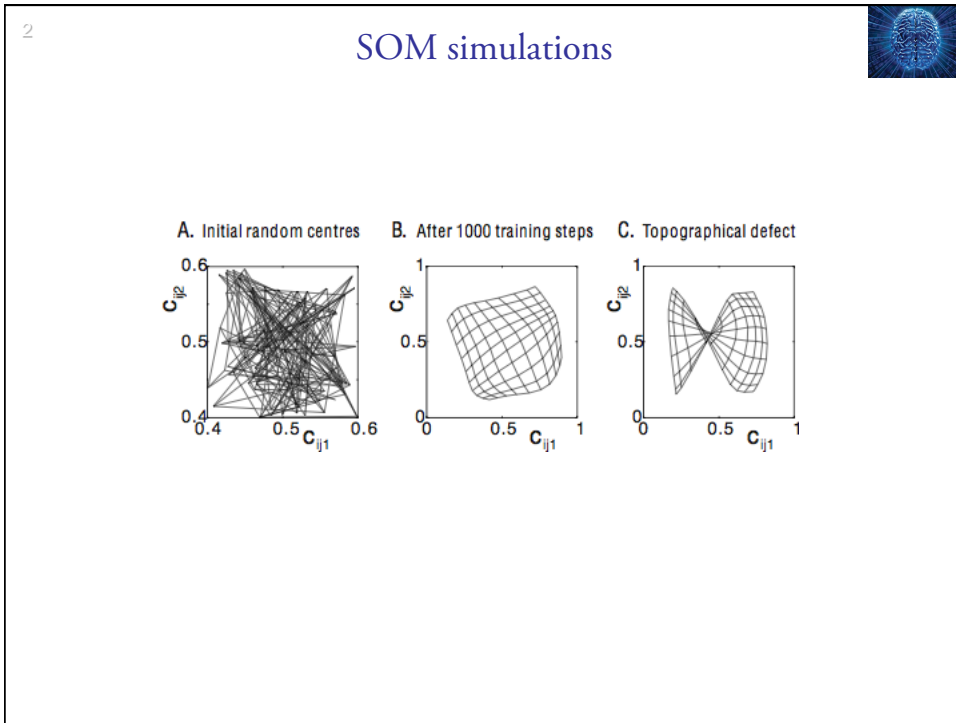 2
SOM simulations
A. Initial random centres
B. After 1000 training steps
C. Topographical defect
0.6
0.5
0.4
Cij2
0.4
0.5
0.6
Cij1
1
0.5
0
Cij2
0
0.5
1
Cij1
1
0.5
0
Cij2
0
0.5
1
Cij1